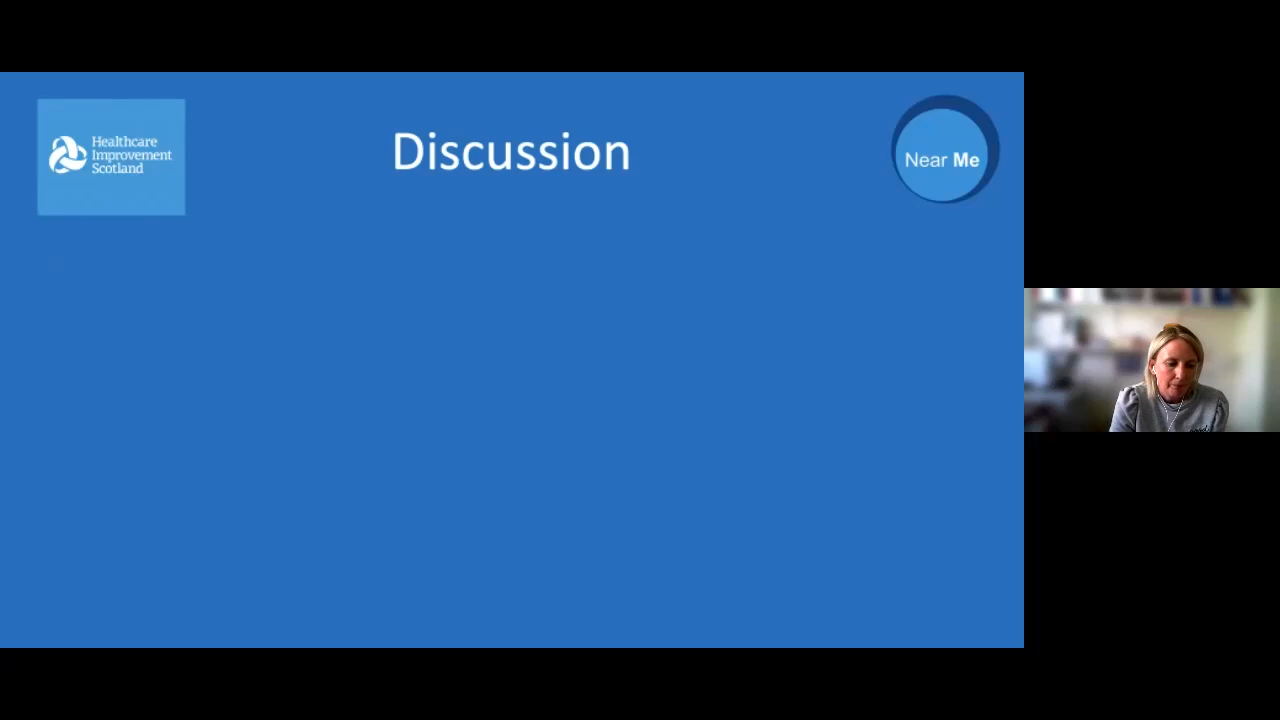 Healthcare
Improvement
Scotland
Discussion
Near Me